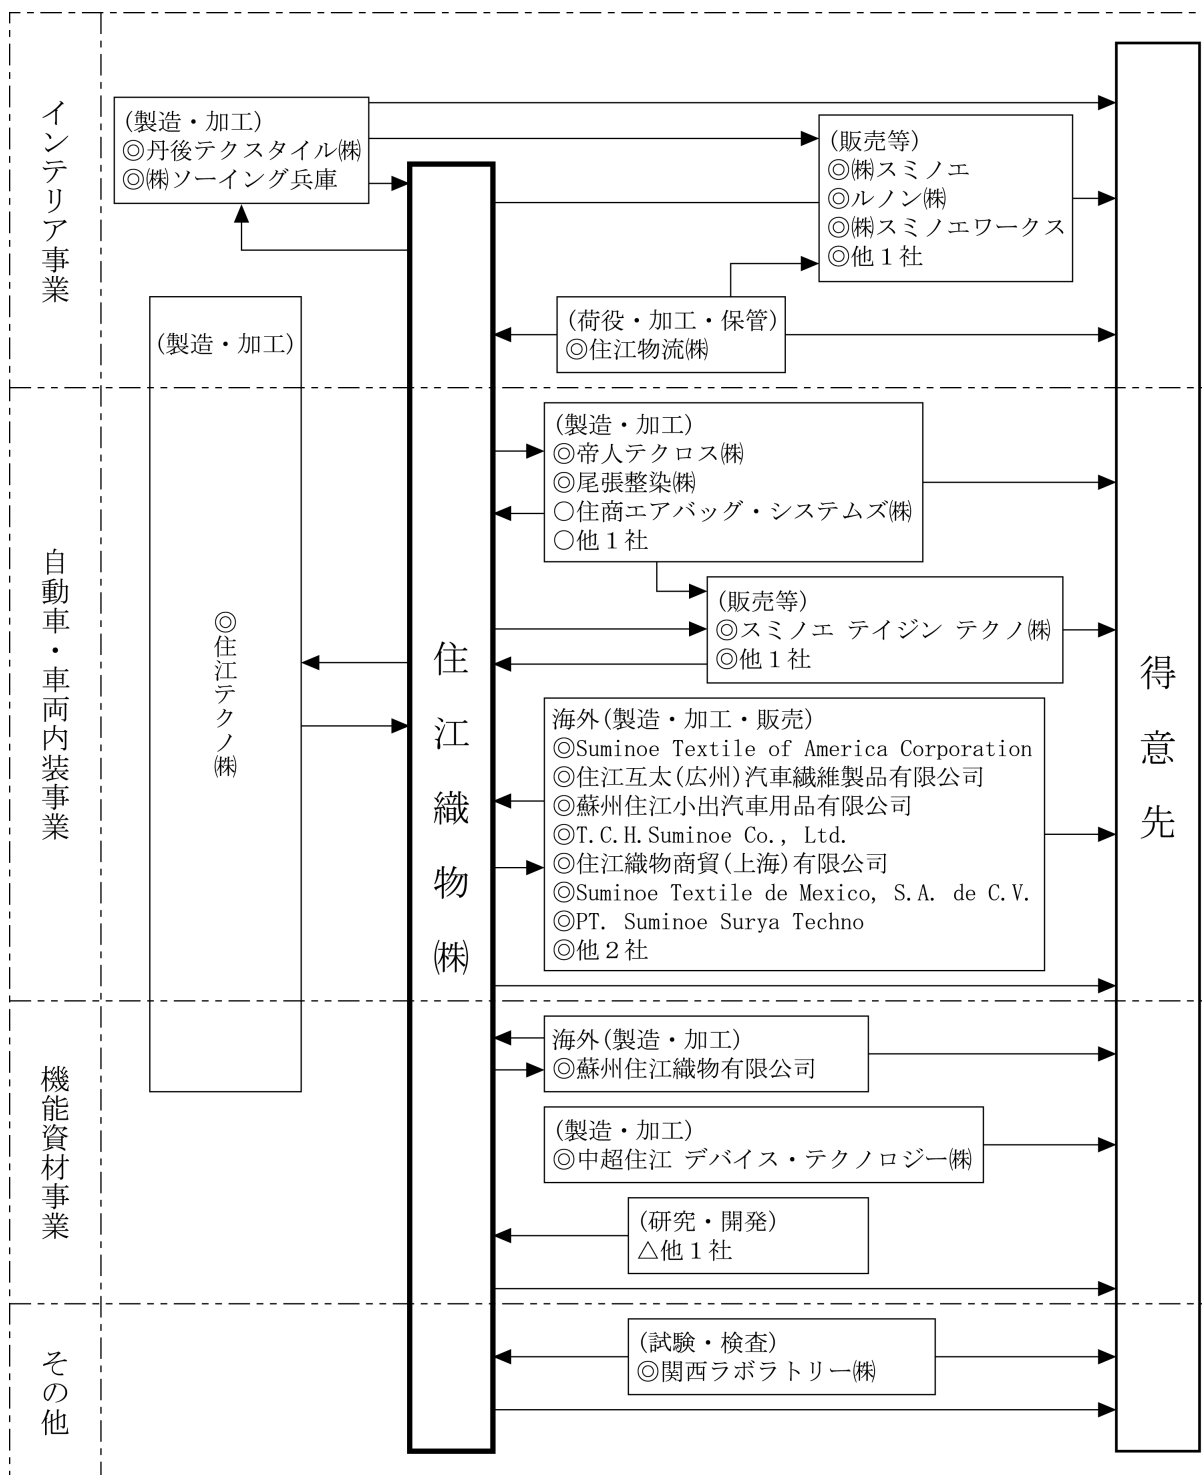 インテリア事業
(製造・加工)
◎丹後テクスタイル㈱
◎㈱ソーイング兵庫
(販売等)
◎㈱スミノエ
◎ルノン㈱
◎㈱スミノエワークス
◎他１社
(荷役・加工・保管)
◎住江物流㈱
(製造・加工)
◎住江テクノ㈱
住江織物㈱
得意先
自動車・車両内装事業
(製造・加工)
◎帝人テクロス㈱
◎尾張整染㈱
○住商エアバッグ・システムズ㈱
○他１社
(販売等)
◎スミノエ テイジン テクノ㈱
◎他１社
海外(製造・加工・販売)
◎Suminoe Textile of America Corporation
◎住江互太(広州)汽車繊維製品有限公司
◎蘇州住江小出汽車用品有限公司
◎T.C.H.Suminoe Co., Ltd.
◎住江織物商貿(上海)有限公司
◎Suminoe Textile de Mexico, S.A. de C.V.
◎PT. Suminoe Surya Techno
◎他２社
機能資材事業
海外(製造・加工)
◎蘇州住江織物有限公司
(製造・加工)
◎中超住江 デバイス・テクノロジー㈱
(研究・開発)
△他１社
その他
(試験・検査)
◎関西ラボラトリー㈱